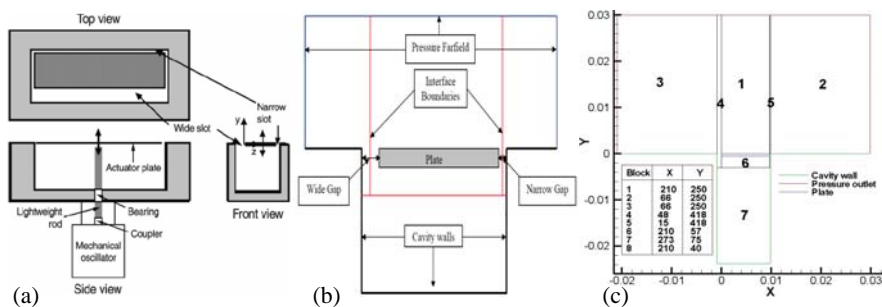 Top view
Narrow
slot
Wide slot
y
z
Actuator plate
Lightweight
rod
Bearing
Coupler
Front view
Mechanical
oscillator
Side view
(a)
Pressure Farfield
Interface
Boundaries
Plate
Wide Gap
Narrow Gap
Cavity walls
(b)
0.03
0.02
0.01
0
-0.01
-0.02
Y
3
4
1
5
2
6
7
Block X Y
1 210 250
2 66 250
3 66 250
4 48 418
5 15 418
6 210 57
7 273 75
8 210 40
Cavity wall
Pressure outlet
Plate
-0.02 -0.01 0 0.01 0.02 0.03
X
(c)